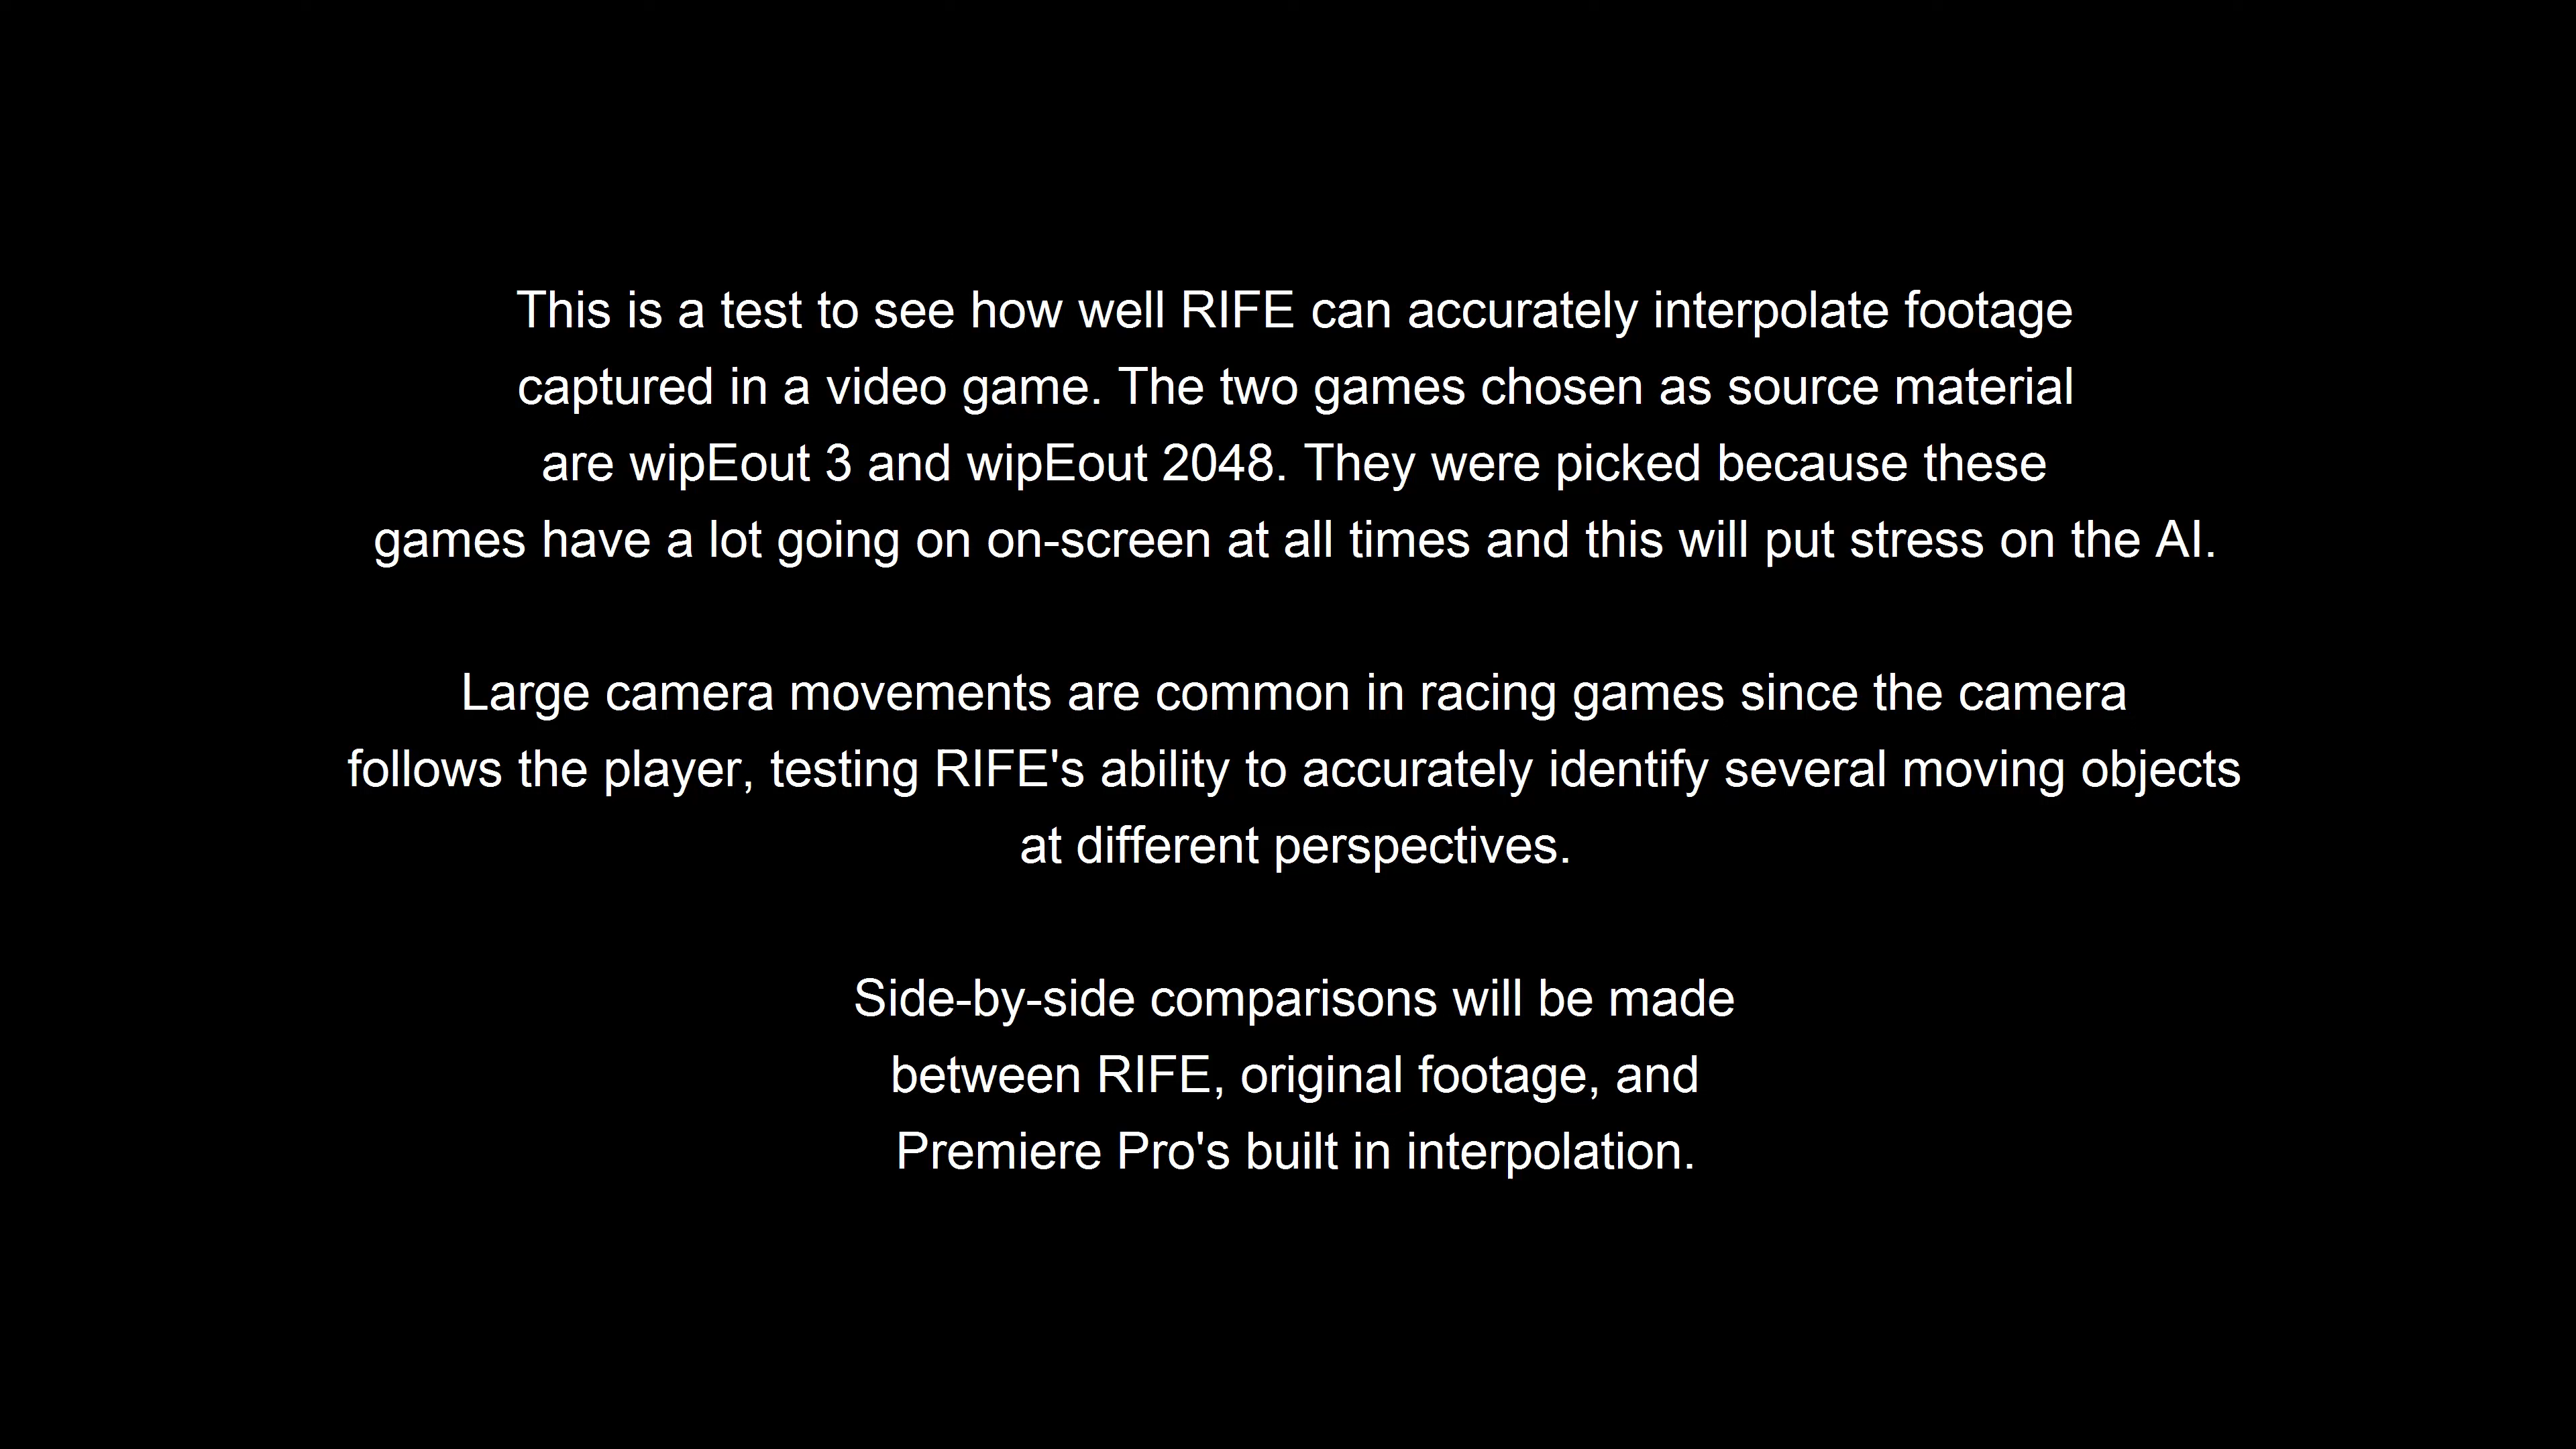 This is a test to see how well RIFE can accurately interpolate footage
captured in a video game. The two games chosen as source material
are wipEout 3 and wipEout 2048. They were picked because these
games have a lot going on on-screen at all times and this will put stress on the AI.
Large camera movements are common in racing games since the camera
follows the player, testing RIFE's ability to accurately identify several moving objects
at different perspectives.
Side-by-side comparisons will be made
between RIFE, original footage, and
Premiere Pro's built in interpolation.